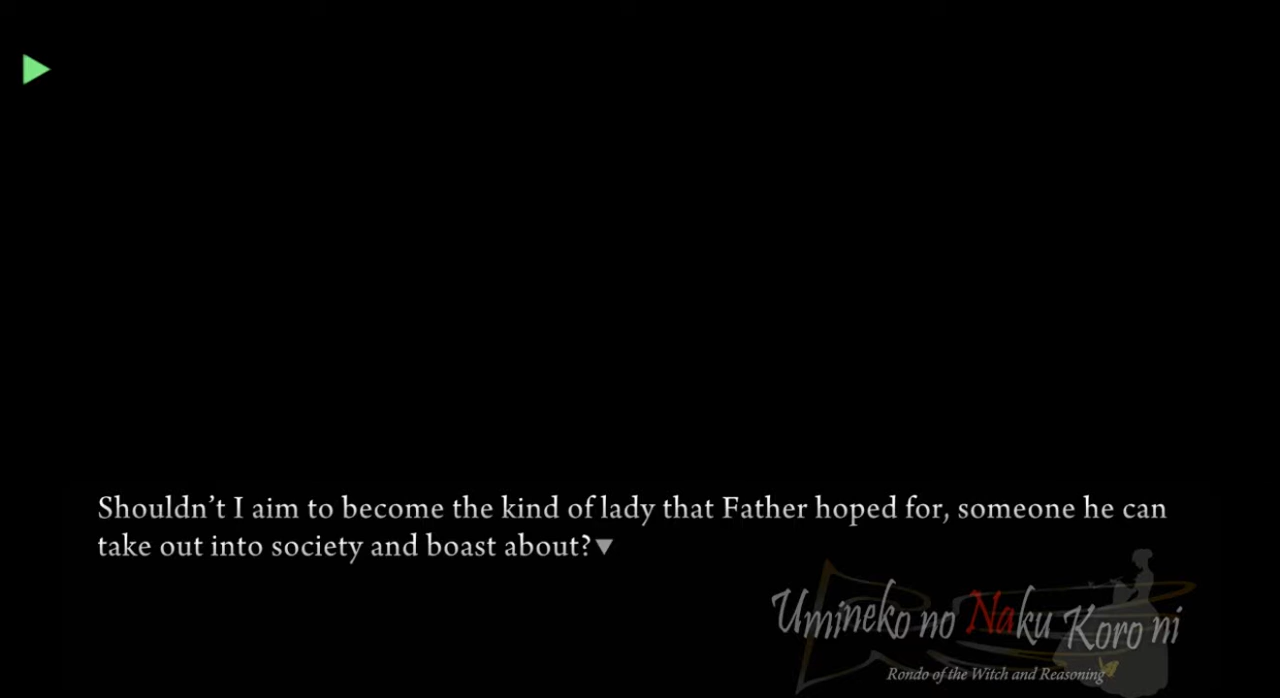 Shouldn’t I aim to become the kind of lady that Father hoped for, someone he can
take out into society and boast about?
Umineko no Naku Koro ni
Rondo of the Witch and Reasoning